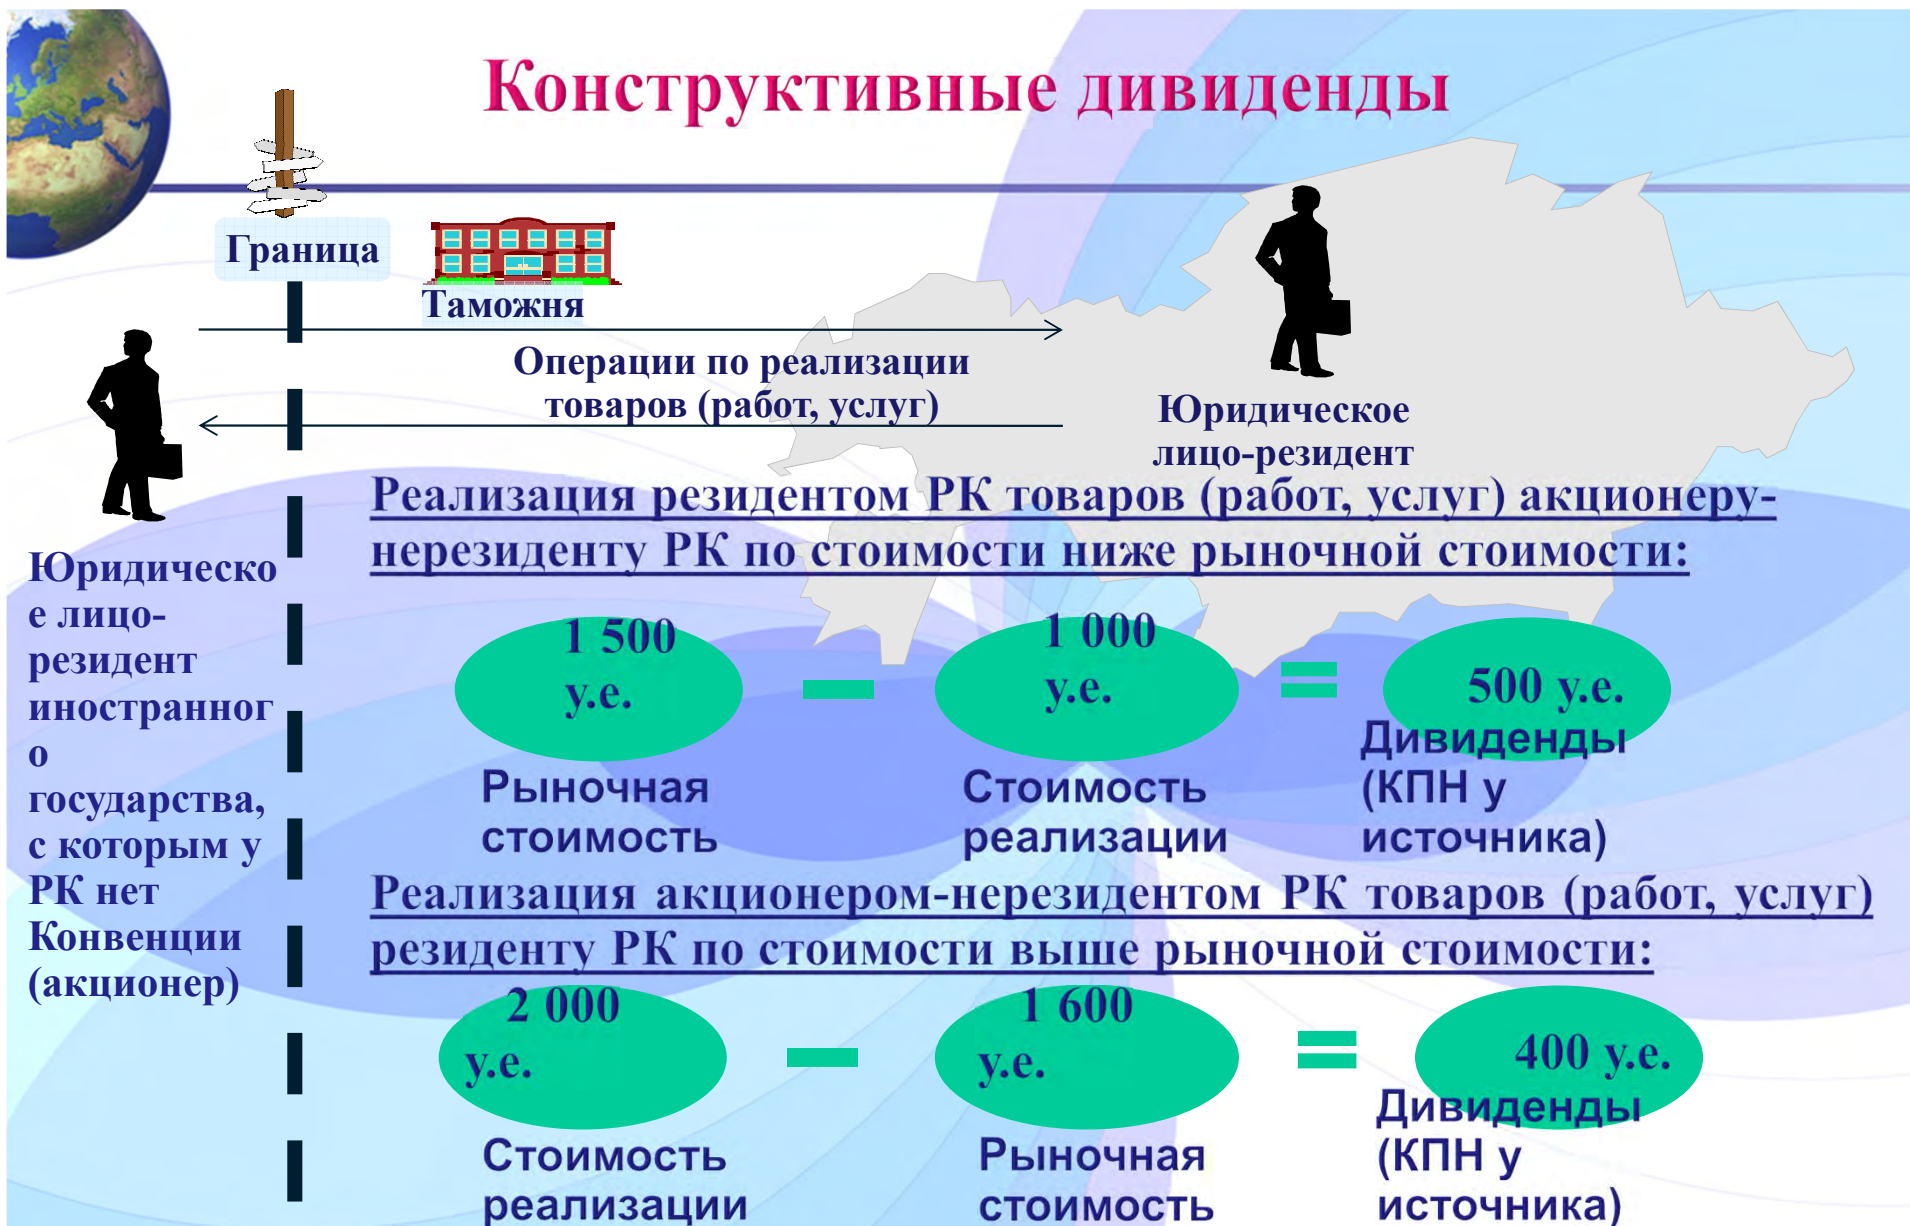 Конструктивные дивиденды
Граница
Таможня
Операции по реализации
товаров (работ, услуг)
Юридическое
лицо-резидент
Юридическо
е лицо-
резидент
иностранног
о
государства,
с которым у
РК нет
Конвенции
(акционер)
Реализация резидентом РК товаров (работ, услуг) акционеру-
нерезиденту РК по стоимости ниже рыночной стоимости:
1 500
у.е.
1 000
у.е.
500 у.е.
Рыночная
стоимость
Стоимость
реализации
Дивиденды
(КПН у
источника)
Реализация акционером-нерезидентом РК товаров (работ, услуг)
резиденту РК по стоимости выше рыночной стоимости:
2 000
у.е.
1 600
у.е.
400 у.е.
Стоимость
реализации
Рыночная
стоимость
Дивиденды
(КПН у
источника)